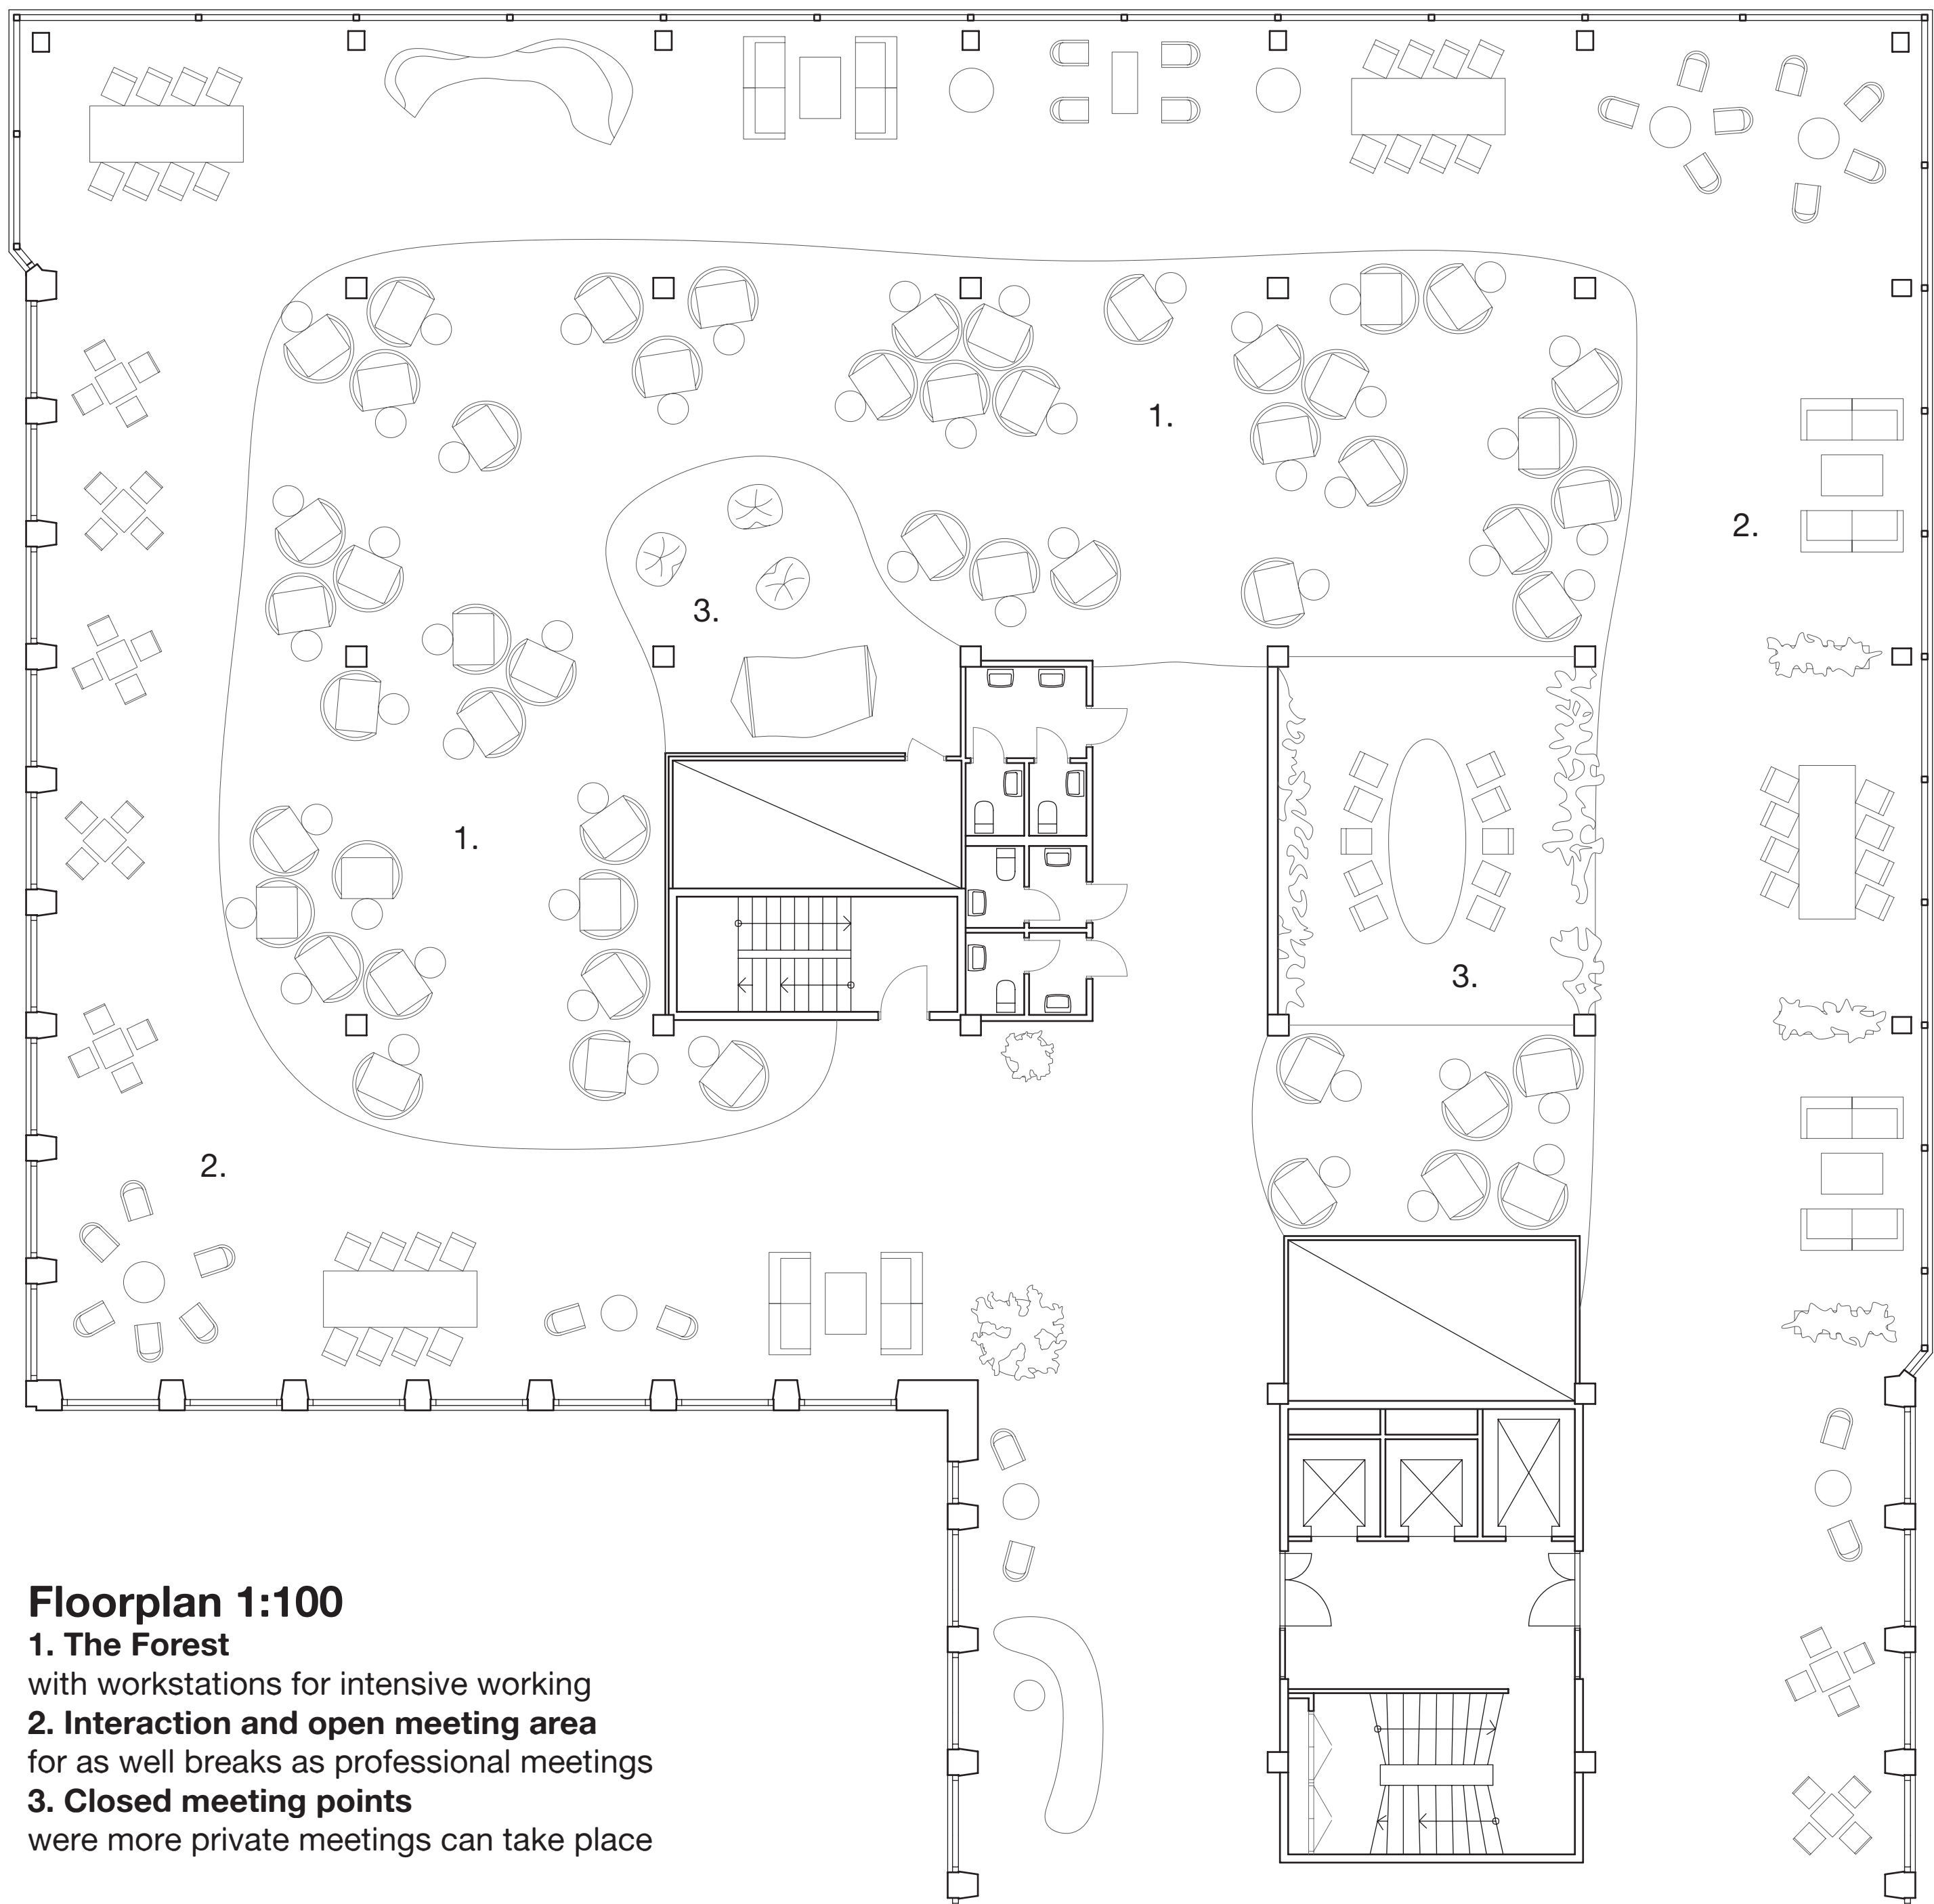 1.
2.
3.
1.
3.
2.
Floorplan 1:100
1. The Forest
with workstations for intensive working
2. Interaction and open meeting area
for as well breaks as professional meetings
3. Closed meeting points
were more private meetings can take place